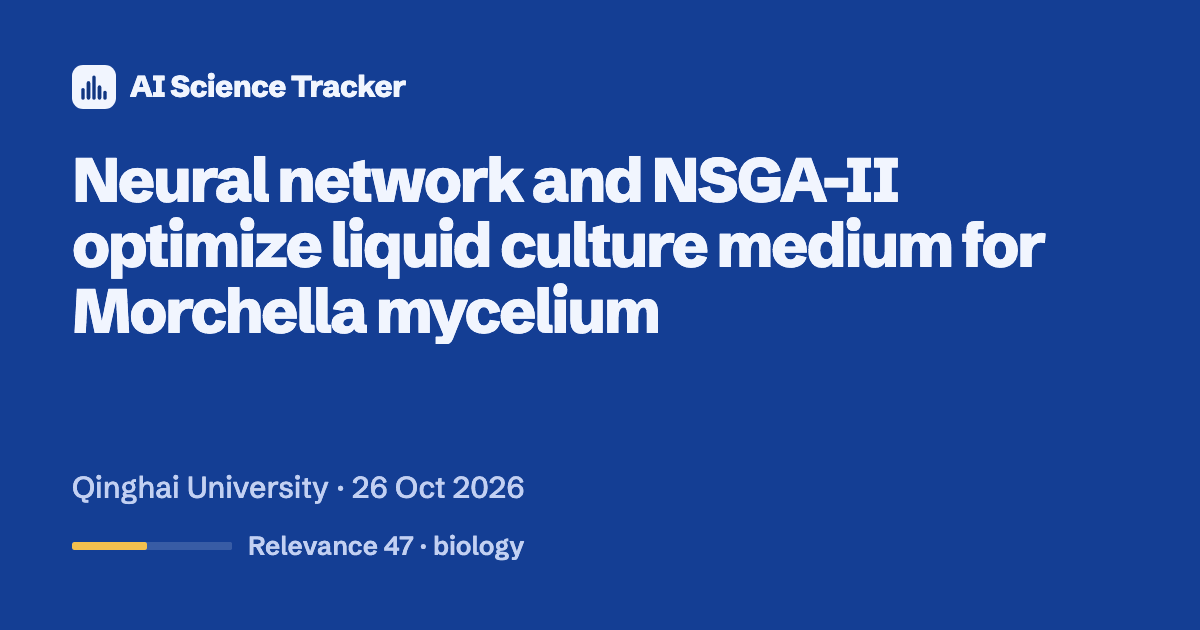 AI Science Tracker
Neural network and NSGA-II
optimize liquid culture medium for
Morchella mycelium
Qinghai University · 26 Oct 2026
Relevance 47 · biology